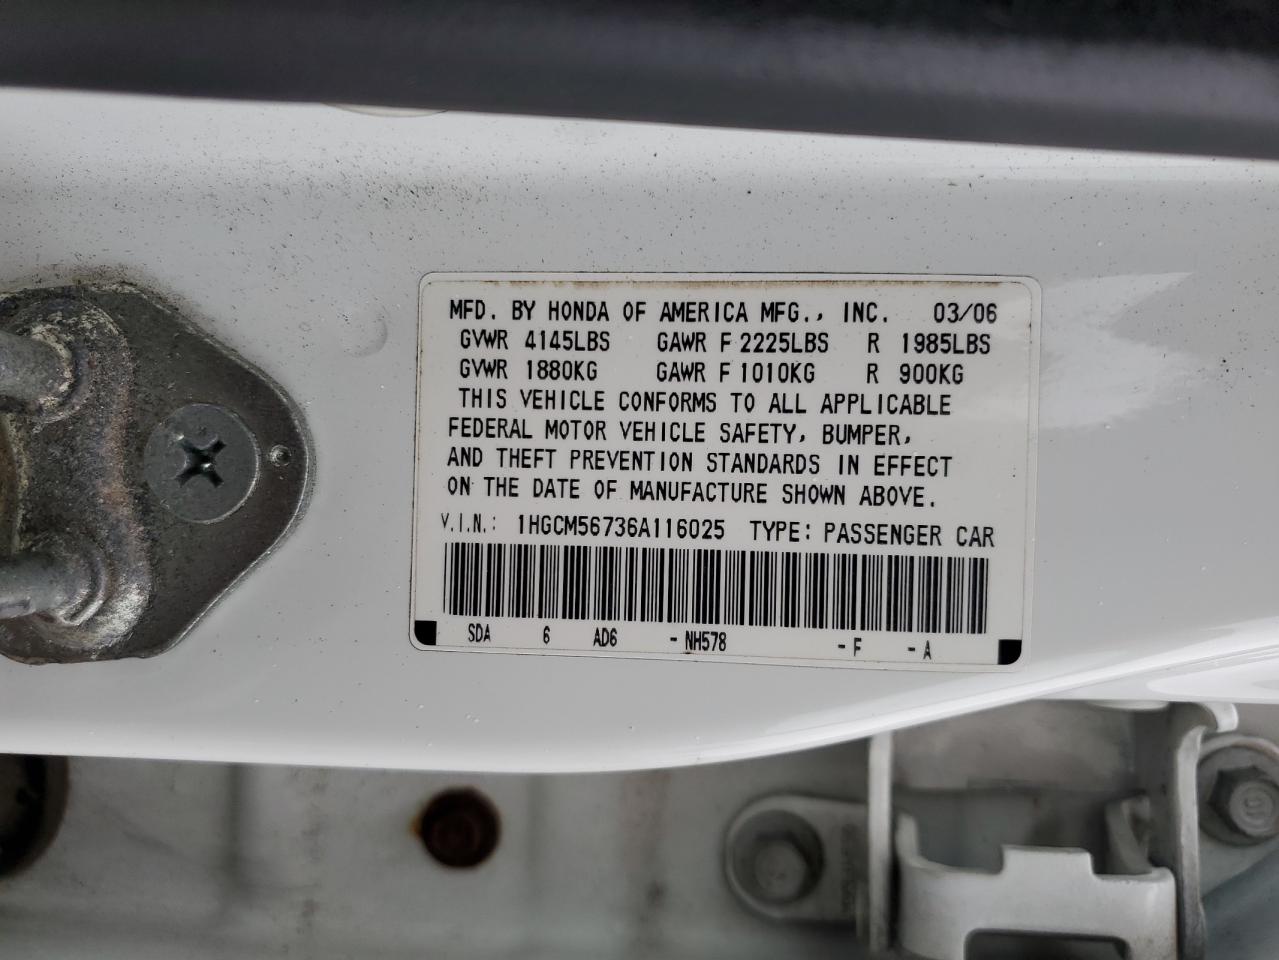 MFD. BY HONDA OF AMERICA MFG., INC. 03/06
GVWR 4145LBS GAWR F 2225LBS R 1985LBS
GVWR 1880KG GAWR F 1010KG R 900KG
THIS VEHICLE CONFORMS TO ALL APPLICABLE
FEDERAL MOTOR VEHICLE SAFETY, BUMPER,
AND THEFT PREVENTION STANDARDS IN EFFECT
ON THE DATE OF MANUFACTURE SHOWN ABOVE.
V.I.N.: 1HGCM56736A116025 TYPE: PASSENGER CAR
SDA 6 AD6 - NH578 - F - A